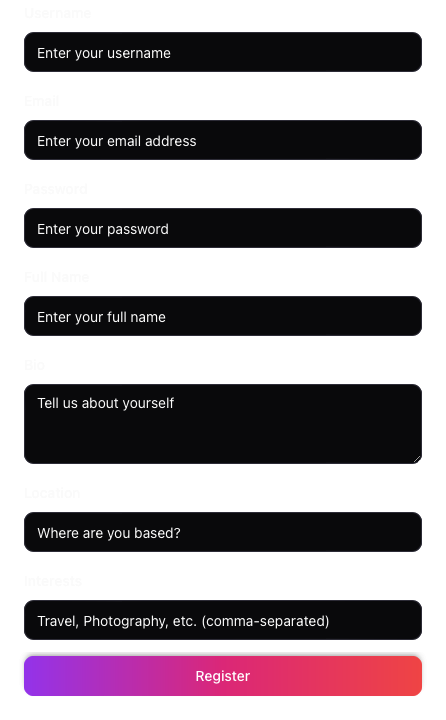 Username
Enter your username
Email
Enter your email address
Password
Enter your password
Full Name
Enter your full name
Bio
Tell us about yourself
Location
Where are you based?
Interests
Travel, Photography, etc. (comma-separated)
Register